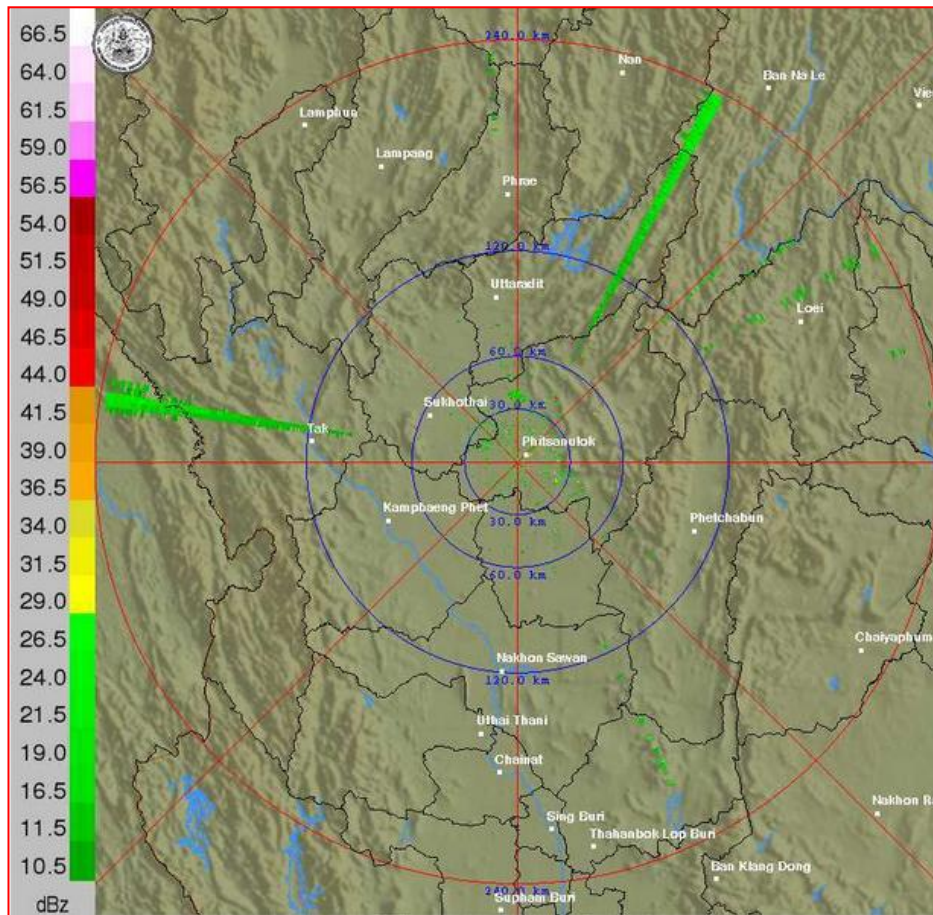 66.5
64.0
61.5
59.0
56.5
54.0
51.5
49.0
46.5
44.0
41.5
39.0
36.5
34.0
31.5
29.0
26.5
24.0
21.5
19.0
16.5
11.5
10.5
dBz
240.0 km
Nan
Ban Na Le
Vie
Lamphun
Lampang
Phrae
120.0 km
Uttaradit
Loei
60.0 km
30.0 km
Sukhothai
Tak
Phitsanulok
Kamphaeng Phet
30.0 km
Phetchabun
60.0 km
Chaiyaphum
Nakhon Sawan
120.0 km
Uthai Thani
Chainat
Nakhon Ra
Sing Buri
Thahanbok Lop Buri
Ban Klang Dong
240.0 km
Supham Buri